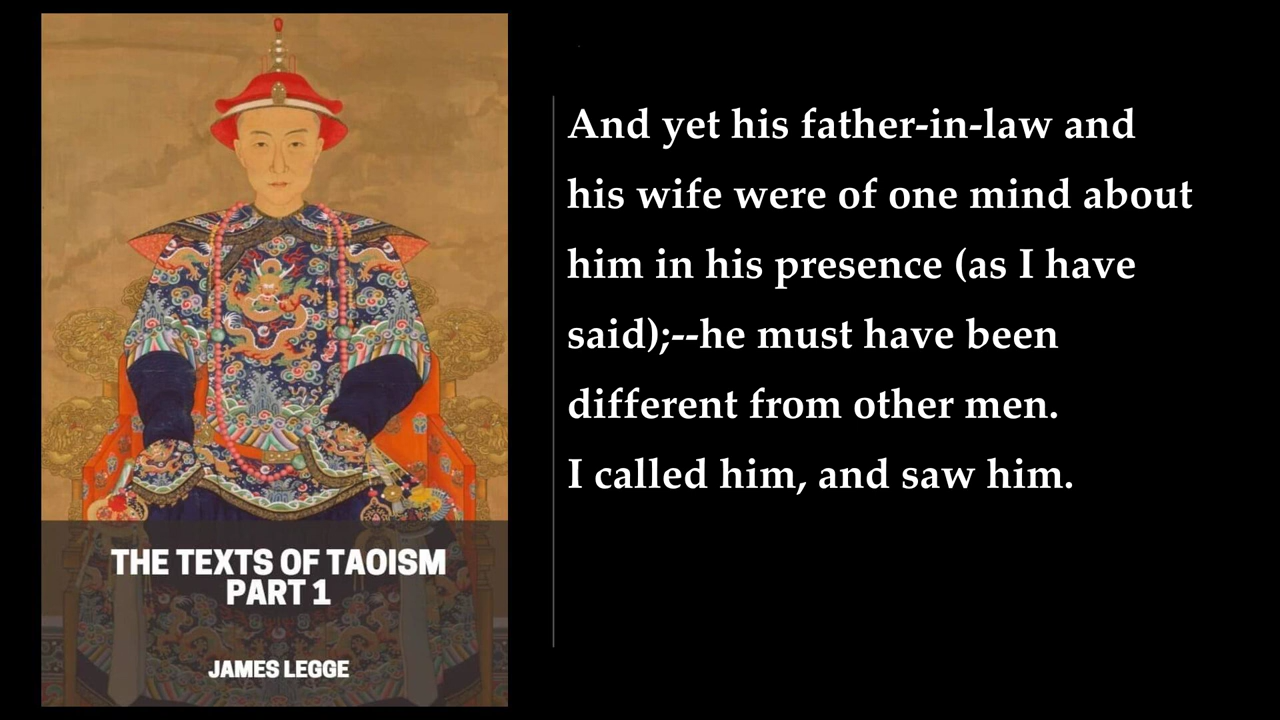 And yet his father-in-law and
his wife were of one mind about
him in his presence (as I have
said);--he must have been
different from other men.
I called him, and saw him.
THE TEXTS OF TAOISM
PART 1
JAMES LEGGE